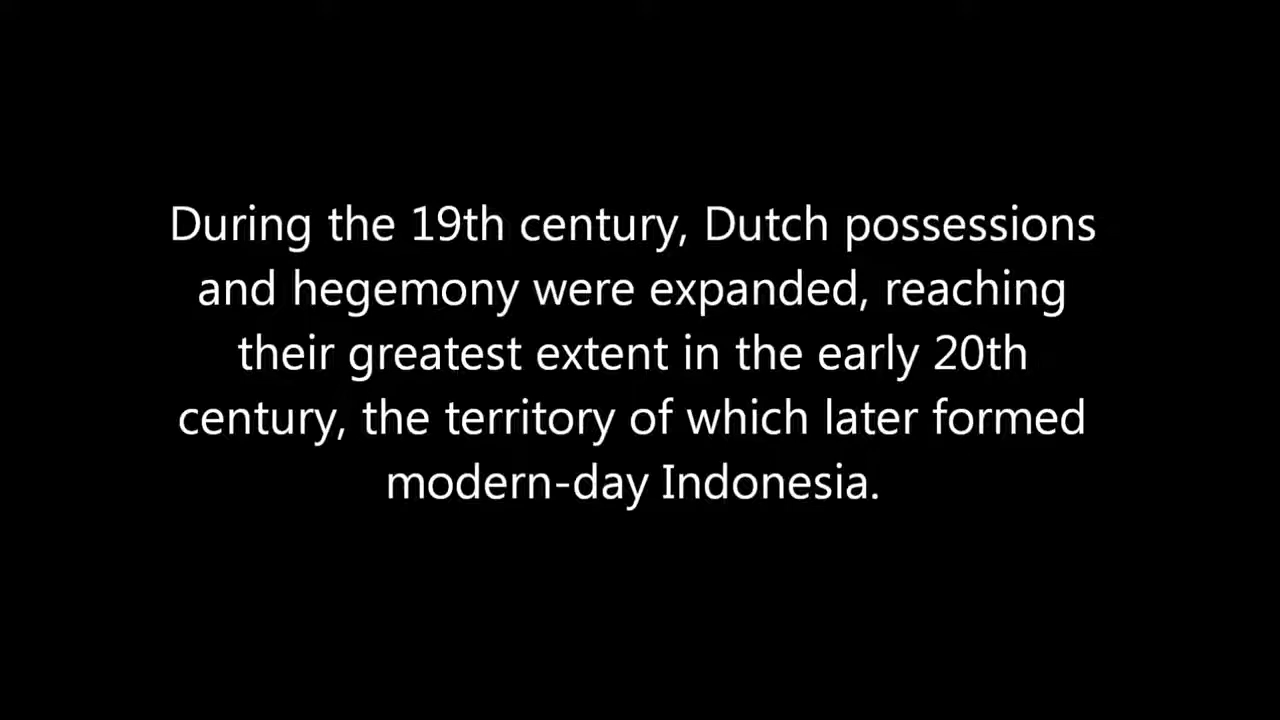 During the 19th century, Dutch possessions
and hegemony were expanded, reaching
their greatest extent in the early 20th
century, the territory of which later formed
modern-day Indonesia.